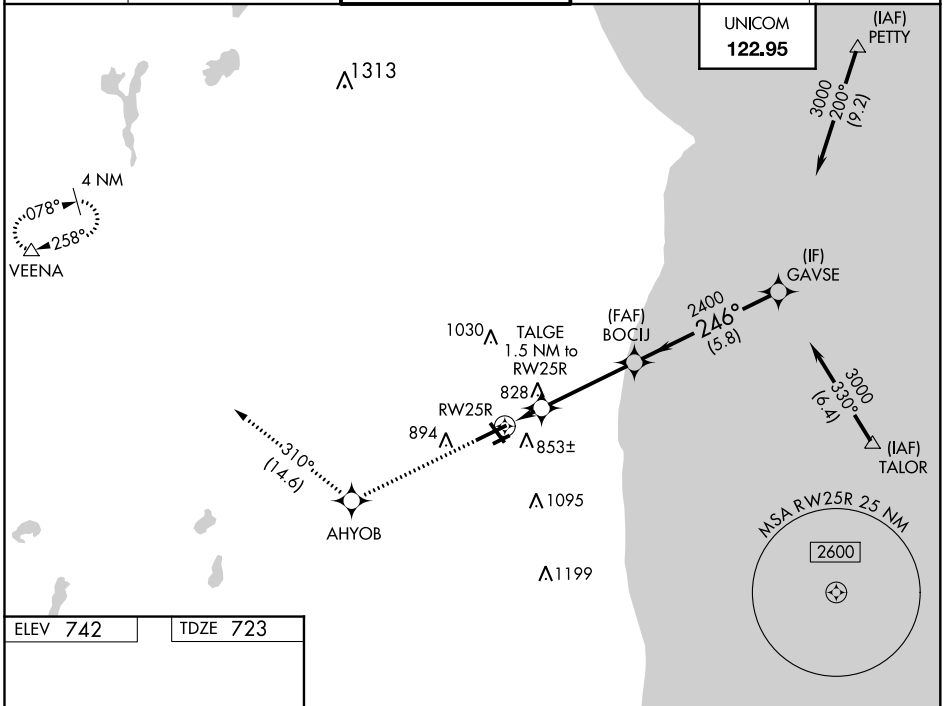 UNICOM
122.95
(IAF)
PETTY
3000
200°
(9.2)
1313
4 NM
078°
258°
VEENA
(IF)
GAVSE
2400
246°
(5.8)
(FAF)
BOCIJ
1030
TALGE
1.5 NM to
RW25R
828
RW25R
894
853±
3000
330°
(6.4)
(IAF)
TALOR
310°
(14.6)
AHYOB
1095
1199
MSA RW25R 25 NM
2600
ELEV 742
TDZE 723